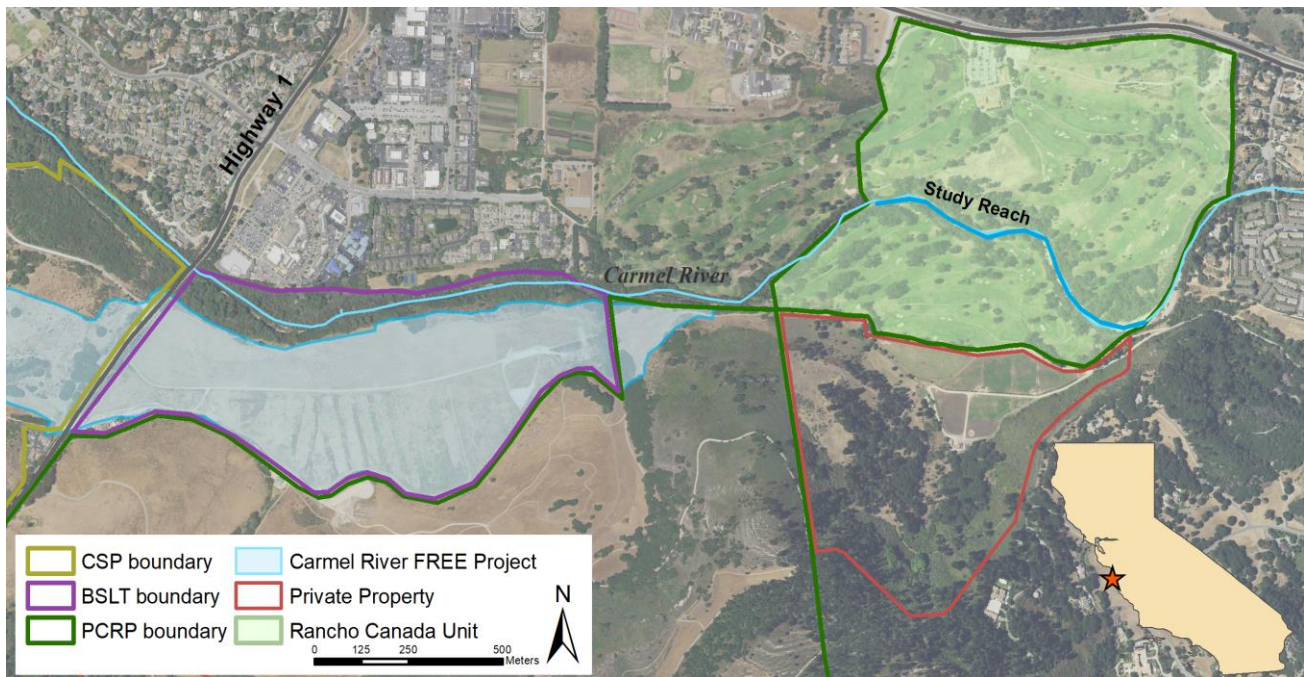 Highway 1
Study Reach
Carmel River
CSP boundary
BSLT boundary
PCRP boundary
Carmel River FREE Project
Private Property
Rancho Canada Unit
N
0 125 250 500
Meters